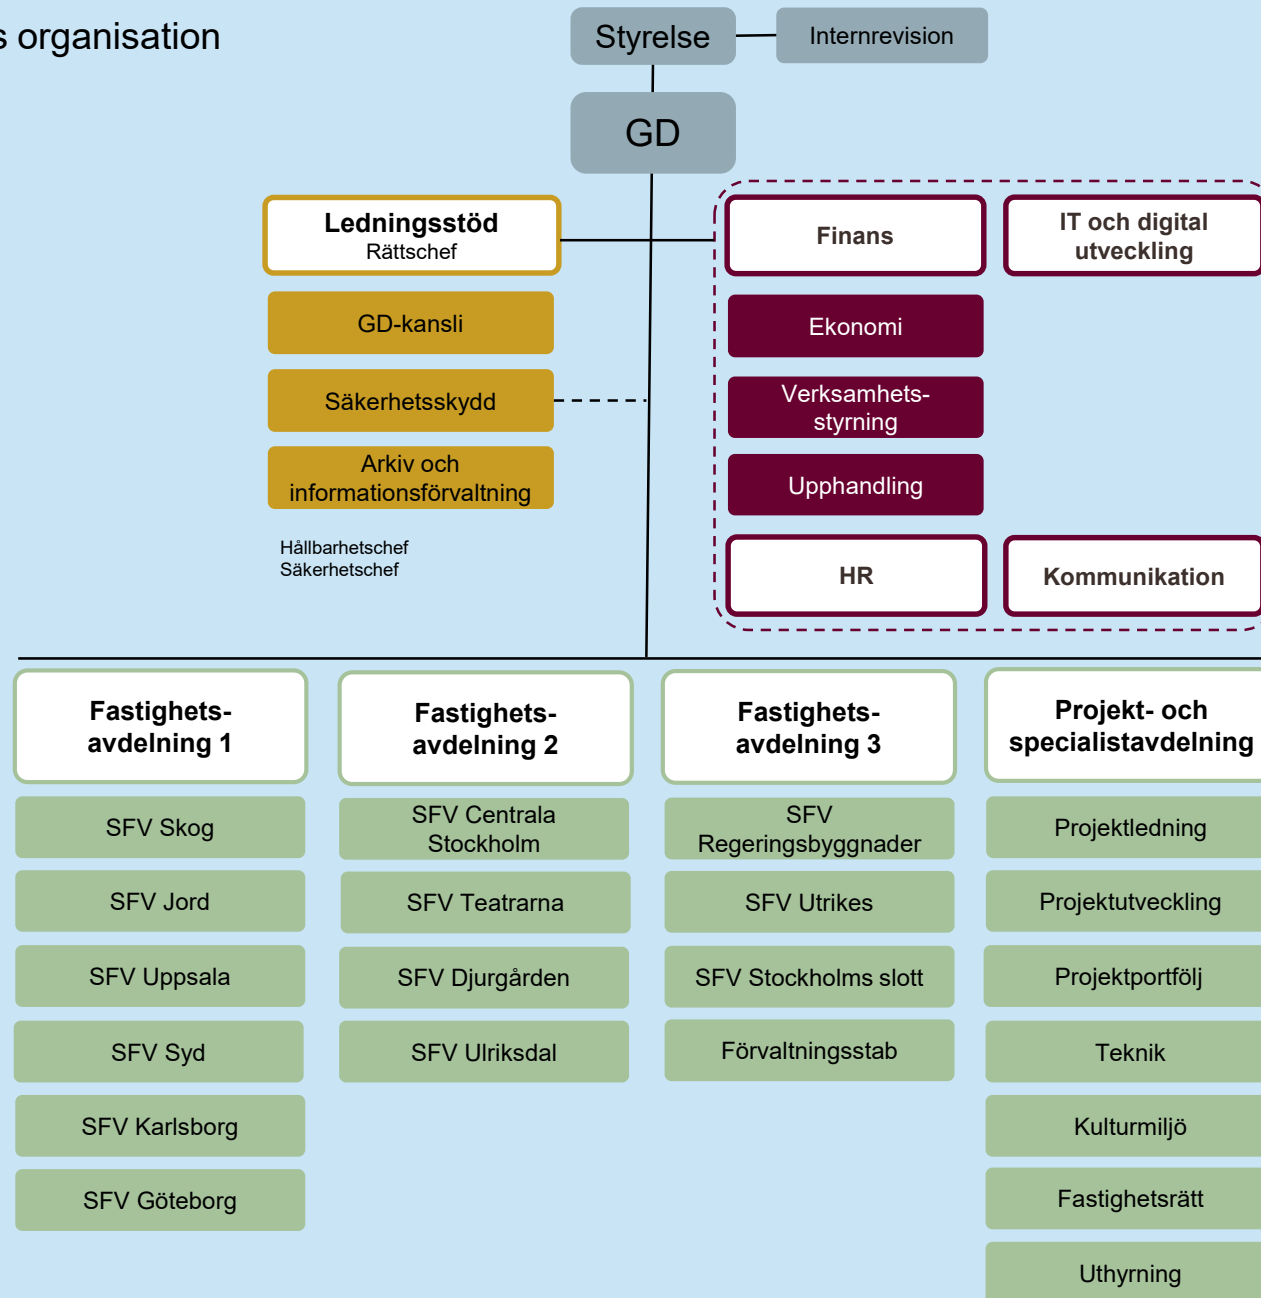 s organisation
Styrelse
Internrevision
GD
Ledningsstöd
Rättschef
GD-kansli
Säkerhetsskydd
Arkiv och
informationsförvaltning
Hållbarhetschef
Säkerhetschef
Finans
IT och digital
utveckling
Ekonomi
Verksamhets-
styrning
Upphandling
HR
Kommunikation
Fastighets-
avdelning 1
SFV Skog
SFV Jord
SFV Uppsala
SFV Syd
SFV Karlsborg
SFV Göteborg
Fastighets-
avdelning 2
SFV Centrala
Stockholm
SFV Teatrarna
SFV Djurgården
SFV Ulriksdal
Fastighets-
avdelning 3
SFV
Regeringsbyggnader
SFV Utrikes
SFV Stockholms slott
Förvaltningsstab
Projekt- och
specialistavdelning
Projektledning
Projektutveckling
Projektportfölj
Teknik
Kulturmiljö
Fastighetsrätt
Uthyrning